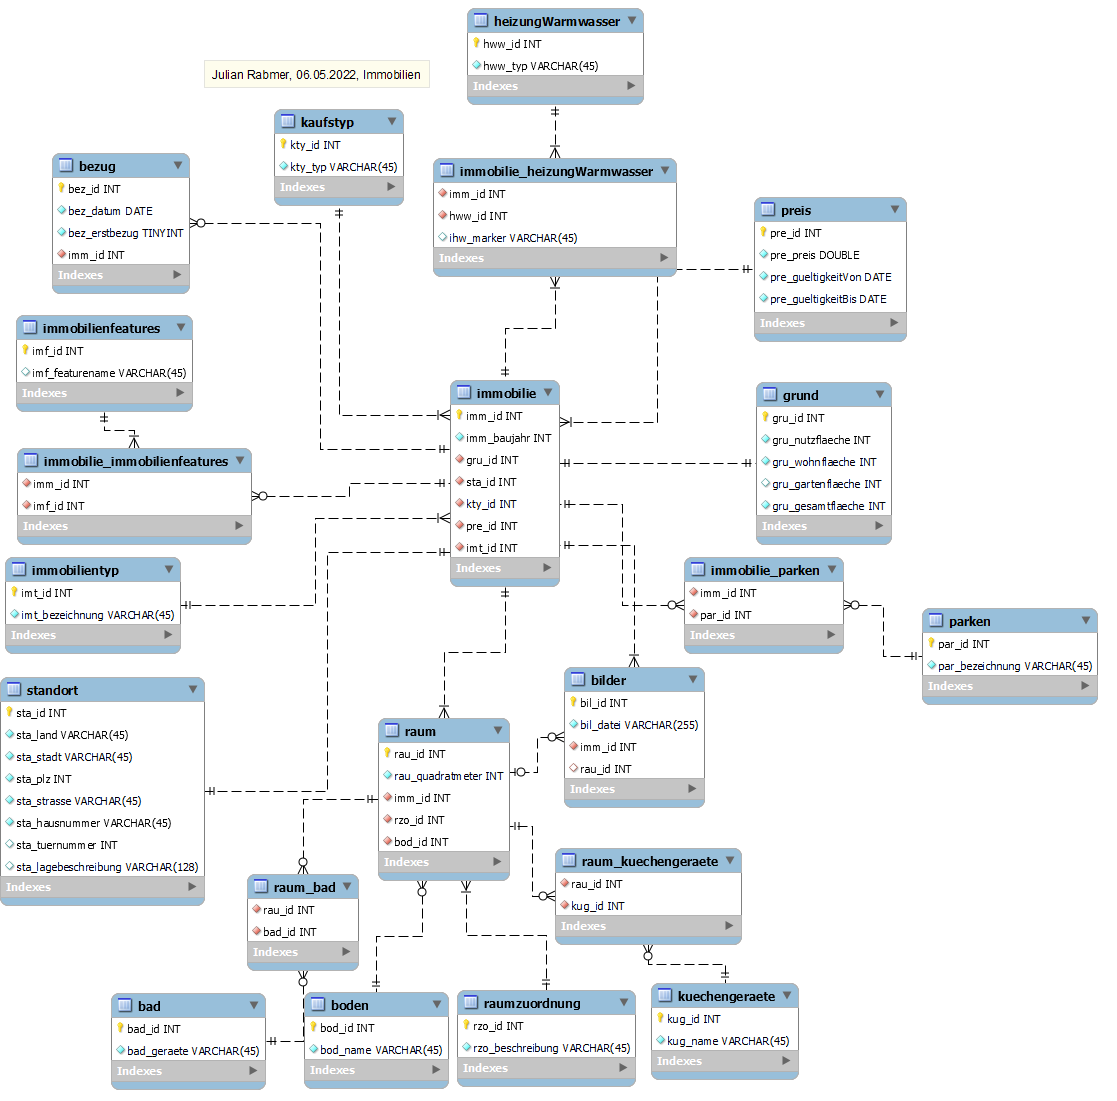 heizungWarmwasser
hww_id INT
hww_typ VARCHAR(45)
Indexes
Julian Rabmer, 06.05.2022, Immobilien
kaufstyp
kty_id INT
kty_typ VARCHAR(45)
Indexes
bezug
bez_id INT
bez_datum DATE
bez_erstbezug TINYINT
imm_id INT
Indexes
immobilie_heizungWarmwasser
imm_id INT
hww_id INT
ihw_marker VARCHAR(45)
Indexes
preis
pre_id INT
pre_preis DOUBLE
pre_gueltigkeitVon DATE
pre_gueltigkeitBis DATE
Indexes
immobilienfeatures
imf_id INT
imf_featurename VARCHAR(45)
Indexes
immobilie
imm_id INT
imm_baujahr INT
gru_id INT
sta_id INT
kty_id INT
pre_id INT
imt_id INT
Indexes
grund
gru_id INT
gru_nutzflaeche INT
gru_wohnflaeche INT
gru_gartenflaeche INT
gru_gesamtflaeche INT
Indexes
immobilie_immobilienfeatures
imm_id INT
imf_id INT
Indexes
immobilientyp
imt_id INT
imt_bezeichnung VARCHAR(45)
Indexes
immobilie_parken
imm_id INT
par_id INT
Indexes
parken
par_id INT
par_bezeichnung VARCHAR(45)
Indexes
standort
sta_id INT
sta_land VARCHAR(45)
sta_stadt VARCHAR(45)
sta_plz INT
sta_strasse VARCHAR(45)
sta_hausnummer VARCHAR(45)
sta_tuernummer INT
sta_lagebeschreibung VARCHAR(128)
Indexes
bilder
bil_id INT
bil_datei VARCHAR(255)
imm_id INT
rau_id INT
Indexes
raum
rau_id INT
rau_quadratmeter INT
imm_id INT
rzo_id INT
bod_id INT
Indexes
raum_kuechengeraete
rau_id INT
kug_id INT
Indexes
raum_bad
rau_id INT
bad_id INT
Indexes
bad
bad_id INT
bad_geraete VARCHAR(45)
Indexes
boden
bod_id INT
bod_name VARCHAR(45)
Indexes
raumzuordnung
rzo_id INT
rzo_beschreibung VARCHAR(45)
Indexes
kuechengeraete
kug_id INT
kug_name VARCHAR(45)
Indexes